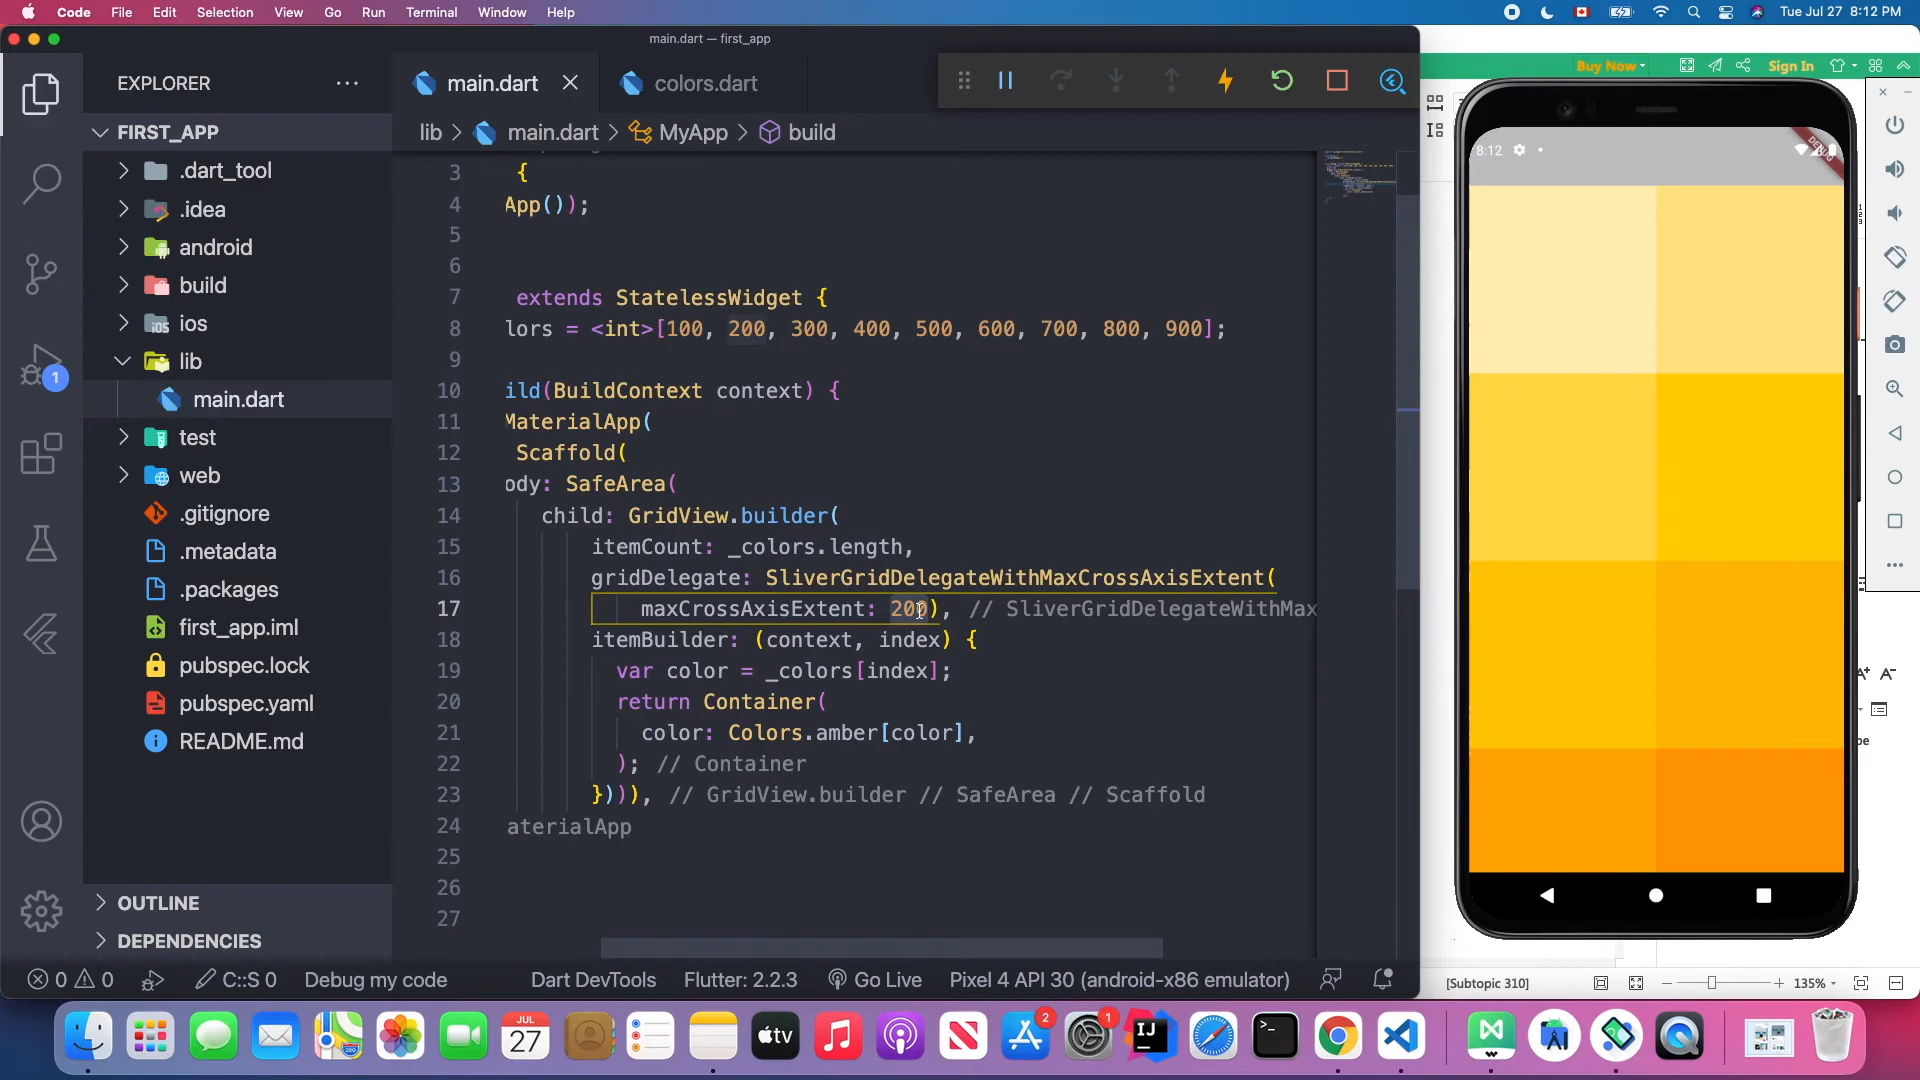 Code File Edit Selection View Go Run Terminal Window Help Tue Jul 27 8:12 PM
main.dart — first_app
EXPLORER
main.dart
colors.dart
Buy Now
Sign In
lib main.dart MyApp build
FIRST_APP
.dart_tool
.idea
android
build
ios
lib
main.dart
test
web
.gitignore
.metadata
.packages
first_app.iml
pubspec.lock
pubspec.yaml
README.md
OUTLINE
DEPENDENCIES
1
3 {
4 App());
5
6
7 extends StatelessWidget {
8 lors = <int>[100, 200, 300, 400, 500, 600, 700, 800, 900];
9
10 ild(BuildContext context) {
11 MaterialApp(
12 Scaffold(
13 ody: SafeArea(
14 child: GridView.builder(
15 itemCount: _colors.length,
16 gridDelegate: SliverGridDelegateWithMaxCrossAxisExtent(
17 maxCrossAxisExtent: 200), // SliverGridDelegateWithMax
18 itemBuilder: (context, index) {
19 var color = _colors[index];
20 return Container(
21 color: Colors.amber[color],
22 ); // Container
23 }))), // GridView.builder // SafeArea // Scaffold
24 aterialApp
25
26
27
8:12
DEBUG
0 0 C::S 0 Debug my code Dart DevTools Flutter: 2.2.3 Go Live Pixel 4 API 30 (android-x86 emulator)
[Subtopic 310] 135%
JUL
27
tv
2
1